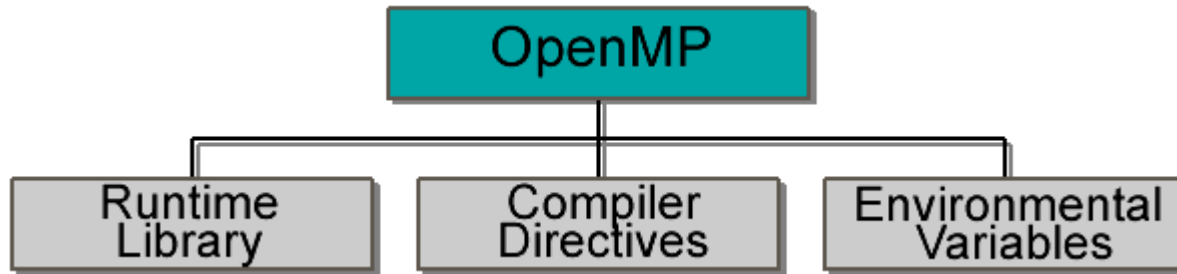 OpenMP
Runtime
Library
Compiler
Directives
Environmental
Variables